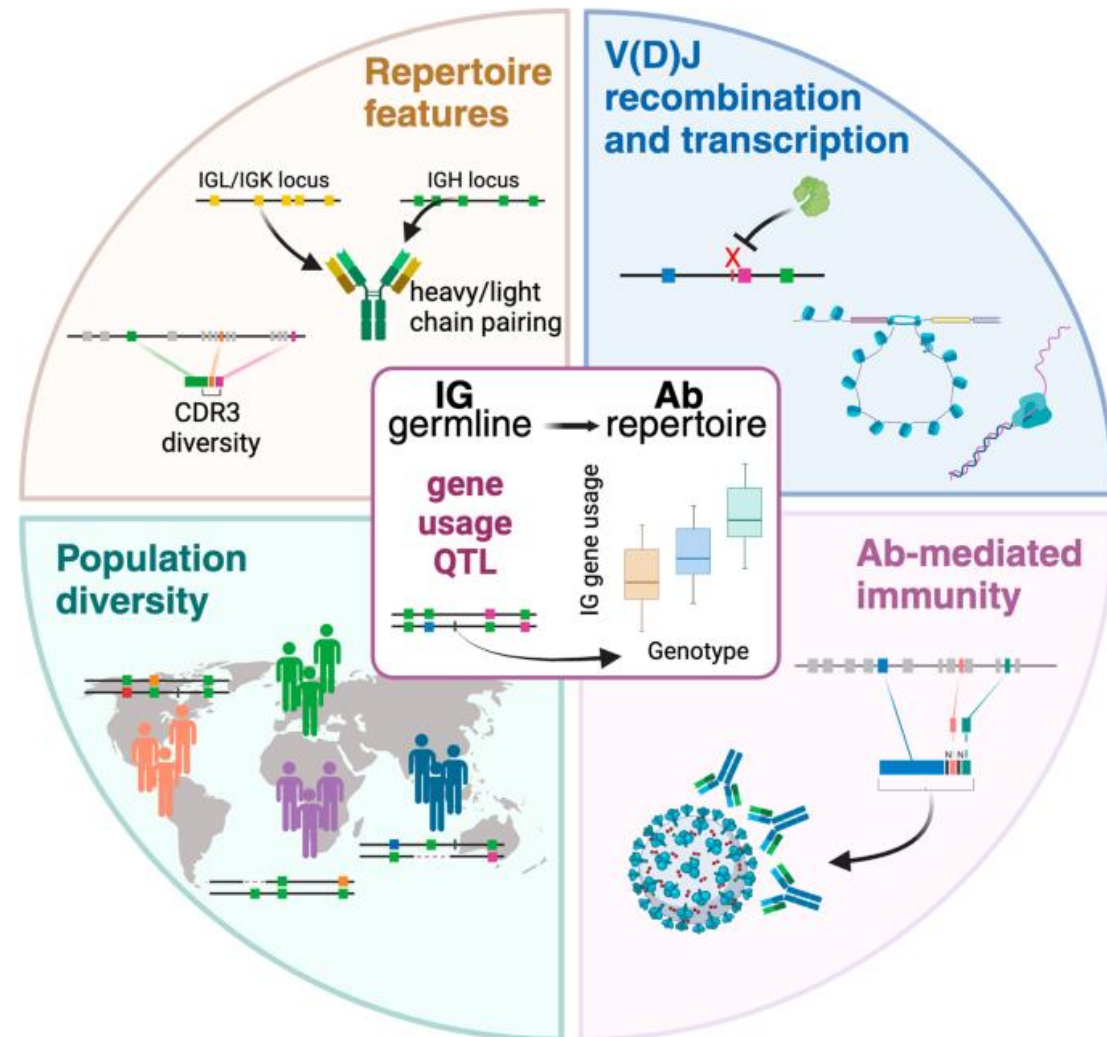 Repertoire
features
IGL/IGK locus
IGH locus
heavy/light
chain pairing
CDR3
diversity
V(D)J
recombination
and transcription
X
IG
germline
Ab
repertoire
gene
usage
QTL
IG gene usage
Genotype
Population
diversity
Ab-mediated
immunity
N
N